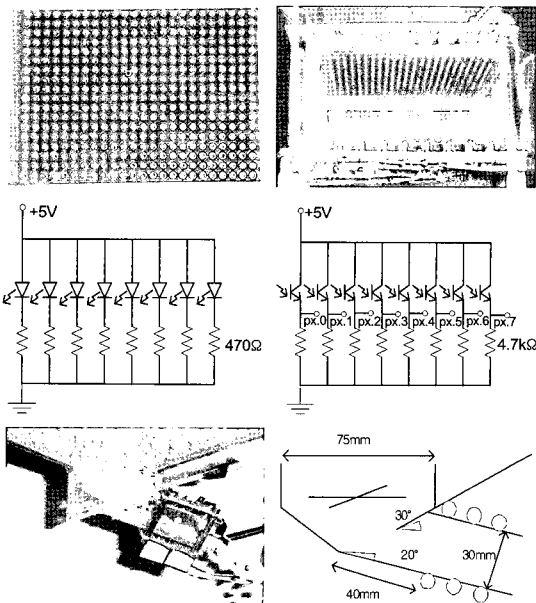 +5V
470Ω
+5V
px.0
px.1
px.2
px.3
px.4
px.5
px.6
px.7
4.7kΩ
75mm
30°
20°
30mm
40mm